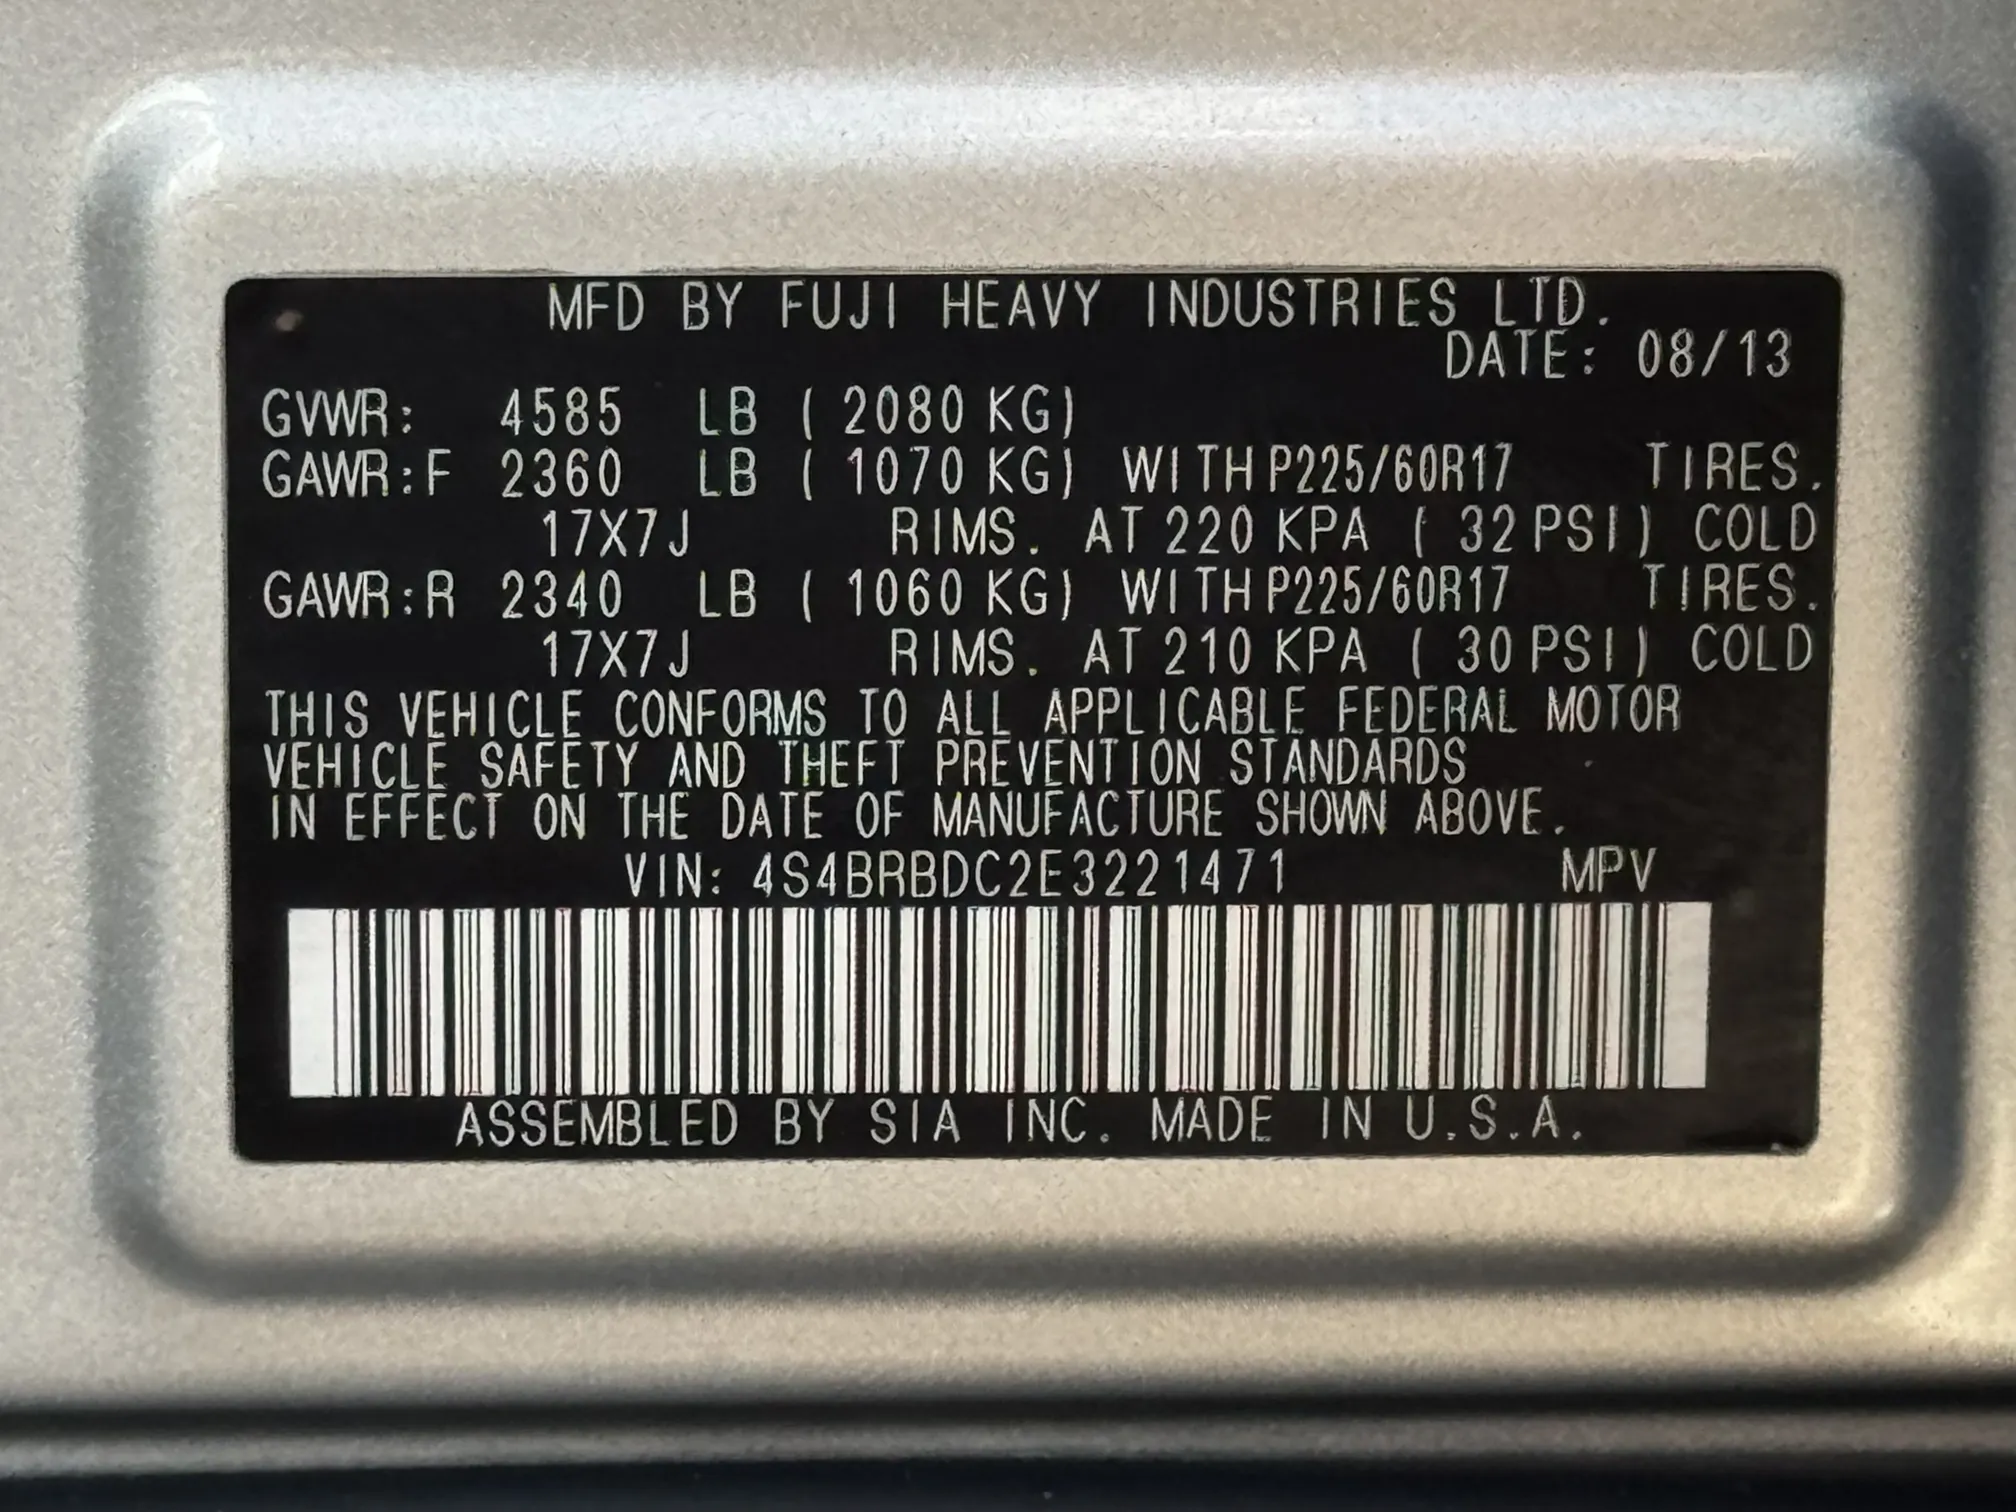 MFD BY FUJI HEAVY INDUSTRIES LTD.
DATE: 08/13
GVWR: 4585 LB ( 2080 KG)
GAWR:F 2360 LB ( 1070 KG) WITH P225/60R17 TIRES.
17X7J RIMS. AT 220 KPA ( 32 PSI) COLD
GAWR:R 2340 LB ( 1060 KG) WITH P225/60R17 TIRES.
17X7J RIMS. AT 210 KPA ( 30 PSI) COLD
THIS VEHICLE CONFORMS TO ALL APPLICABLE FEDERAL MOTOR
VEHICLE SAFETY AND THEFT PREVENTION STANDARDS
IN EFFECT ON THE DATE OF MANUFACTURE SHOWN ABOVE.
VIN: 4S4BRBDC2E3221471 MPV
ASSEMBLED BY SIA INC. MADE IN U.S.A.